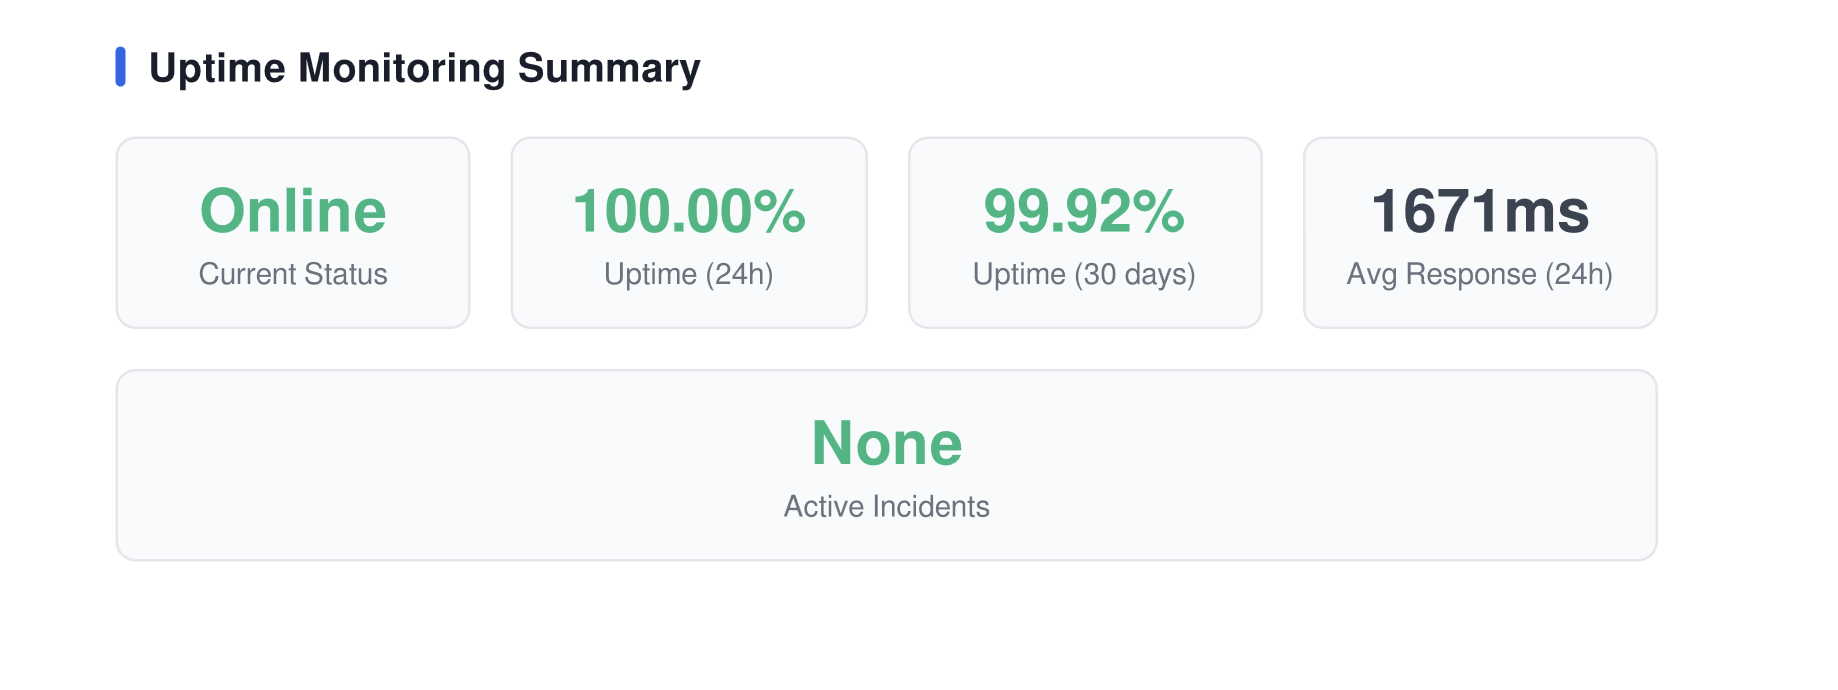 Uptime Monitoring Summary
Online
Current Status
100.00%
Uptime (24h)
99.92%
Uptime (30 days)
1671ms
Avg Response (24h)
None
Active Incidents